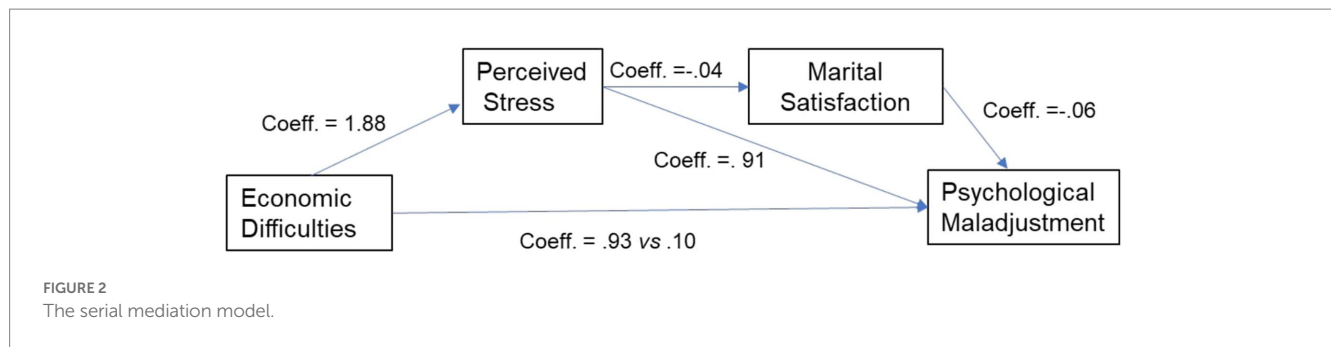 Perceived
Stress
Coeff. =-.04
Marital
Satisfaction
Coeff. = 1.88
Coeff. =-.06
Coeff. =. 91
Economic
Difficulties
Psychological
Maladjustment
Coeff. = .93 vs .10
FIGURE 2
The serial mediation model.